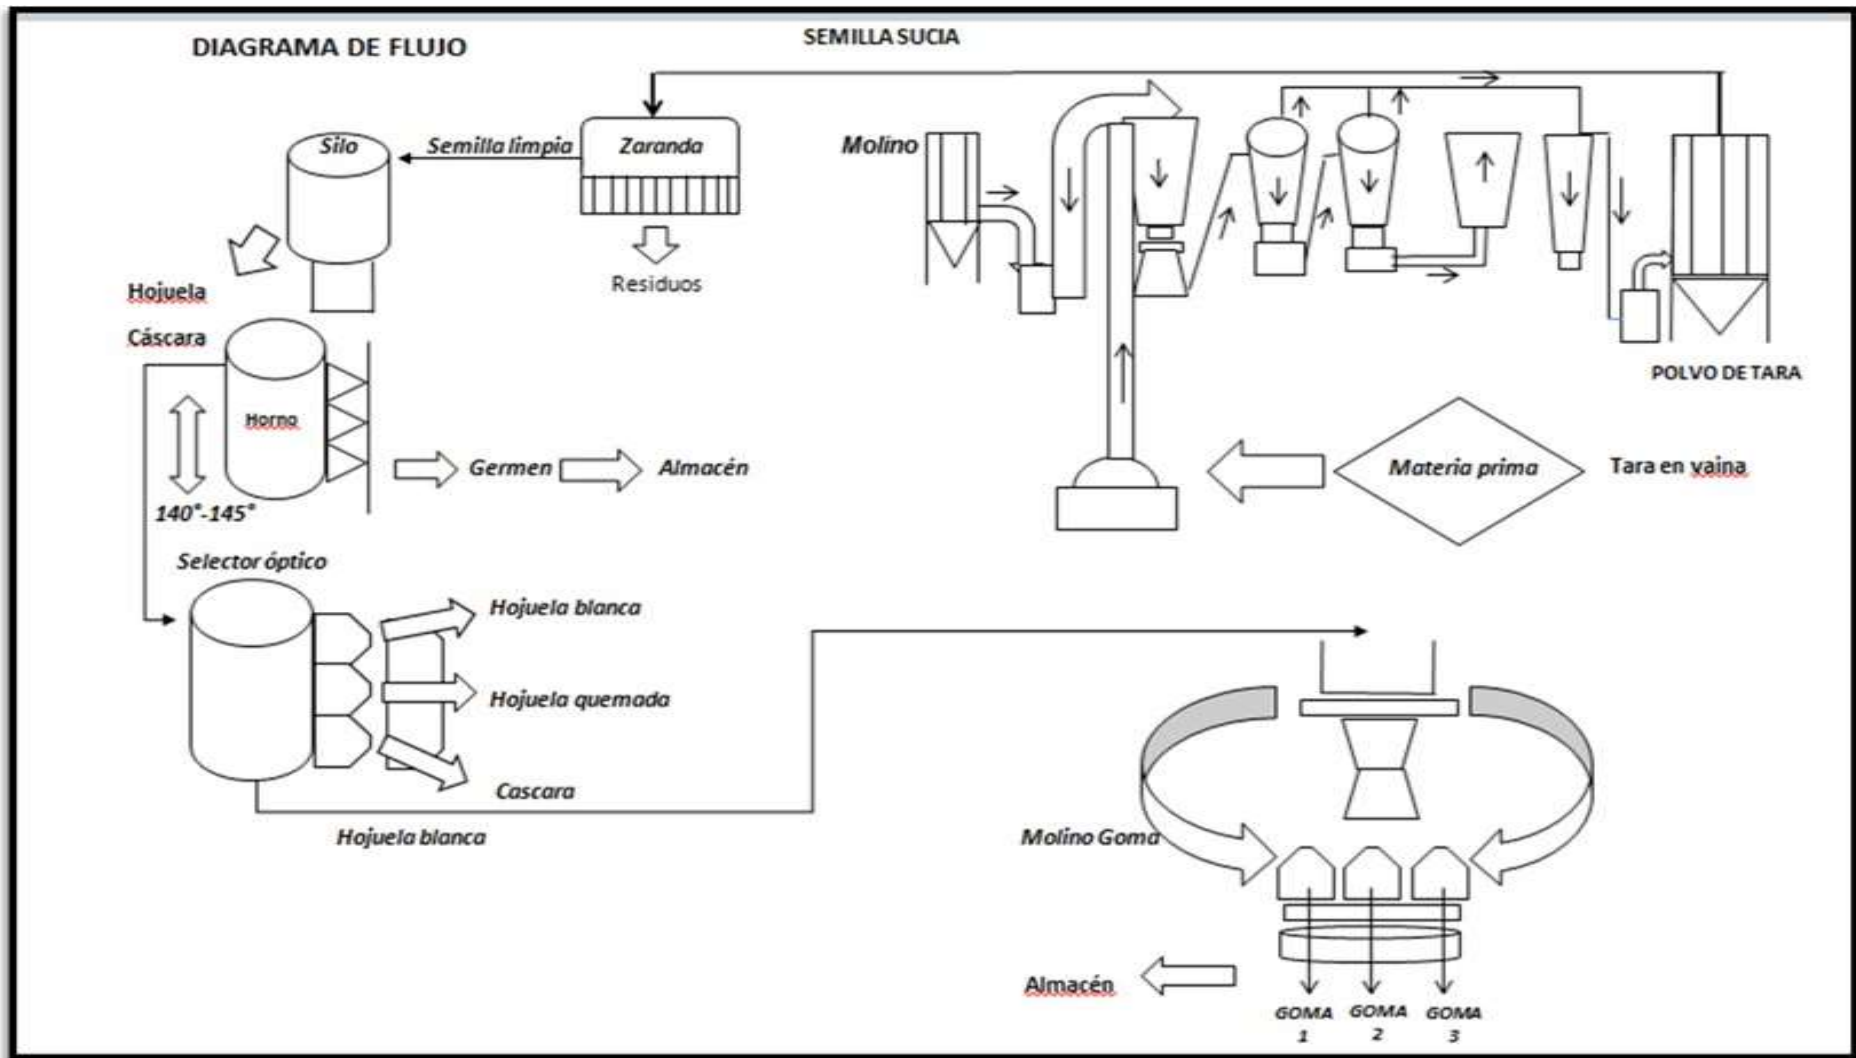 DIAGRAMA DE FLUJO
SEMILLA SUCIA
Silo
Semilla limpia
Zaranda
Molino
Residuos
Hojuela
Cáscara
POLVO DE TARA
Horno
Germen
Almacén
Materia prima
Tara en vaina
140°-145°
Selector óptico
Hojuela blanca
Hojuela quemada
Cascara
Hojuela blanca
Molino Goma
Almacén
GOMA 1
GOMA 2
GOMA 3